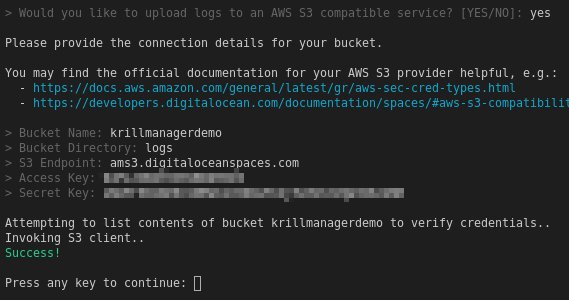 > Would you like to upload logs to an AWS S3 compatible service? [YES/NO]: yes
Please provide the connection details for your bucket.
You may find the official documentation for your AWS S3 provider helpful, e.g.:
- https://docs.aws.amazon.com/general/latest/gr/aws-sec-cred-types.html
- https://developers.digitalocean.com/documentation/spaces/#aws-s3-compatibilit
> Bucket Name: krillmanagerdemo
> Bucket Directory: logs
> S3 Endpoint: ams3.digitaloceanspaces.com
> Access Key:
> Secret Key:
Attempting to list contents of bucket krillmanagerdemo to verify credentials..
Invoking S3 client..
Success!
Press any key to continue: